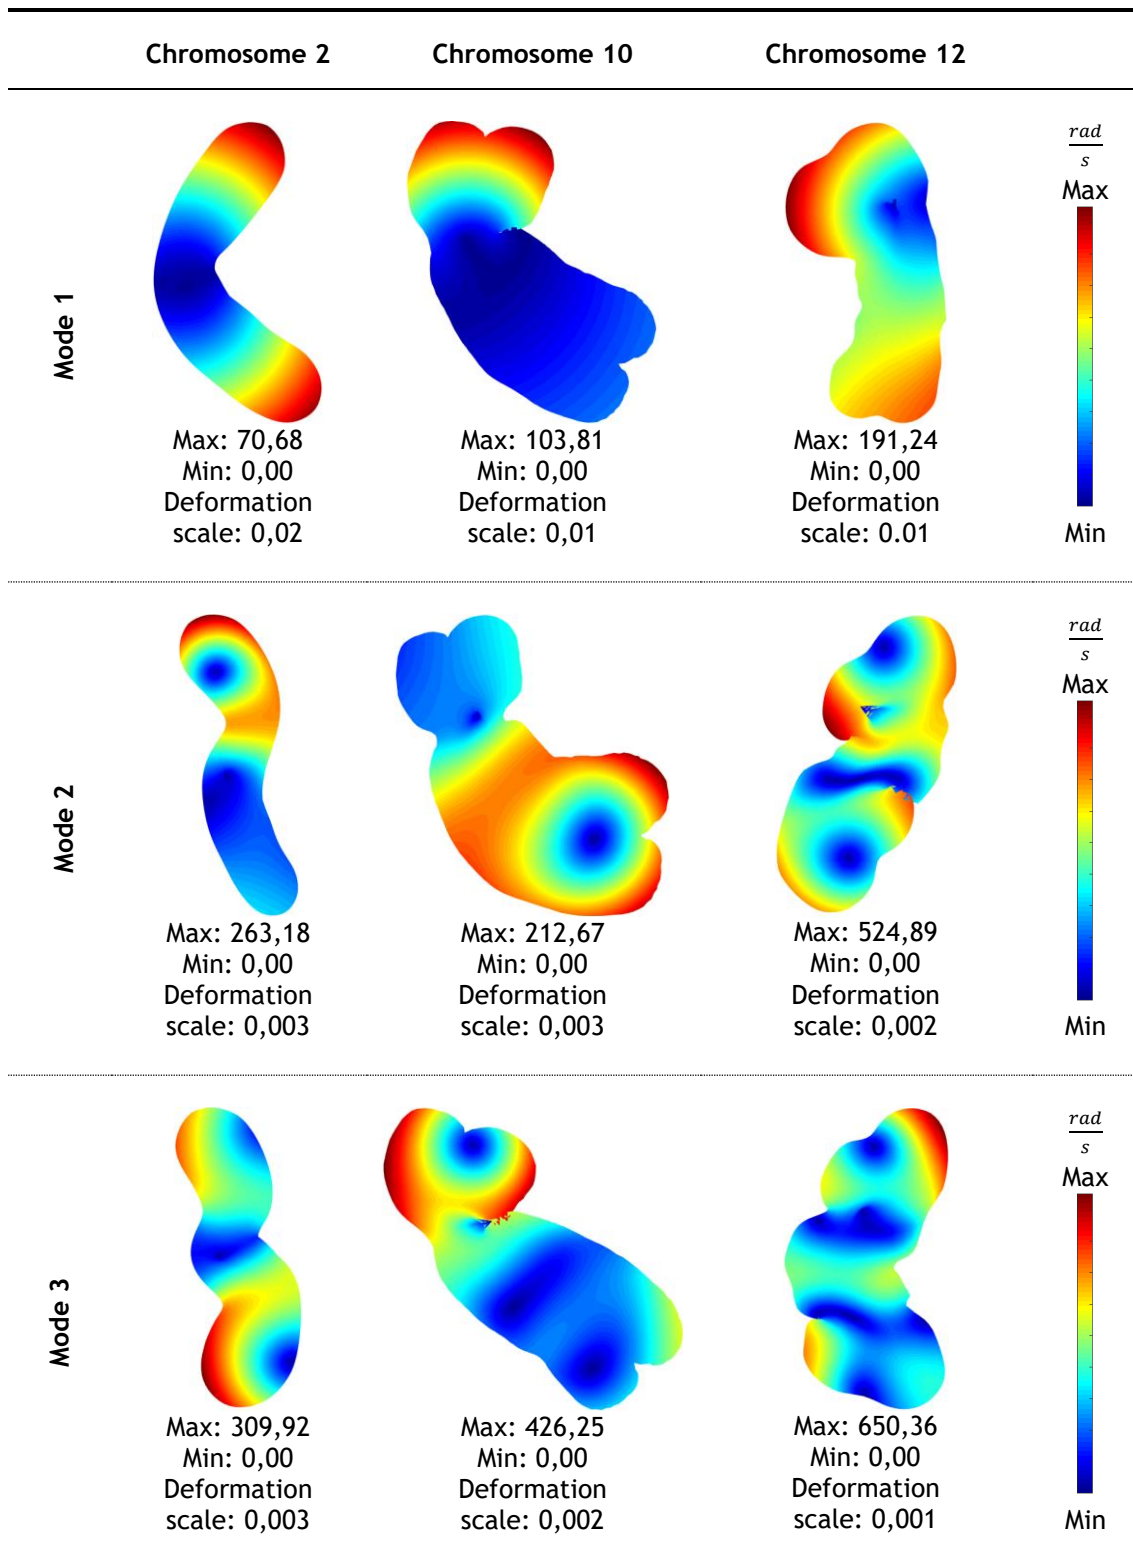 Chromosome 2 Chromosome 10 Chromosome 12
Mode 1
rad
s
Max
Min
Max: 70,68
Min: 0,00
Deformation
scale: 0,02
Max: 103,81
Min: 0,00
Deformation
scale: 0,01
Max: 191,24
Min: 0,00
Deformation
scale: 0.01
Mode 2
rad
s
Max
Min
Max: 263,18
Min: 0,00
Deformation
scale: 0,003
Max: 212,67
Min: 0,00
Deformation
scale: 0,003
Max: 524,89
Min: 0,00
Deformation
scale: 0,002
Mode 3
rad
s
Max
Min
Max: 309,92
Min: 0,00
Deformation
scale: 0,003
Max: 426,25
Min: 0,00
Deformation
scale: 0,002
Max: 650,36
Min: 0,00
Deformation
scale: 0,001